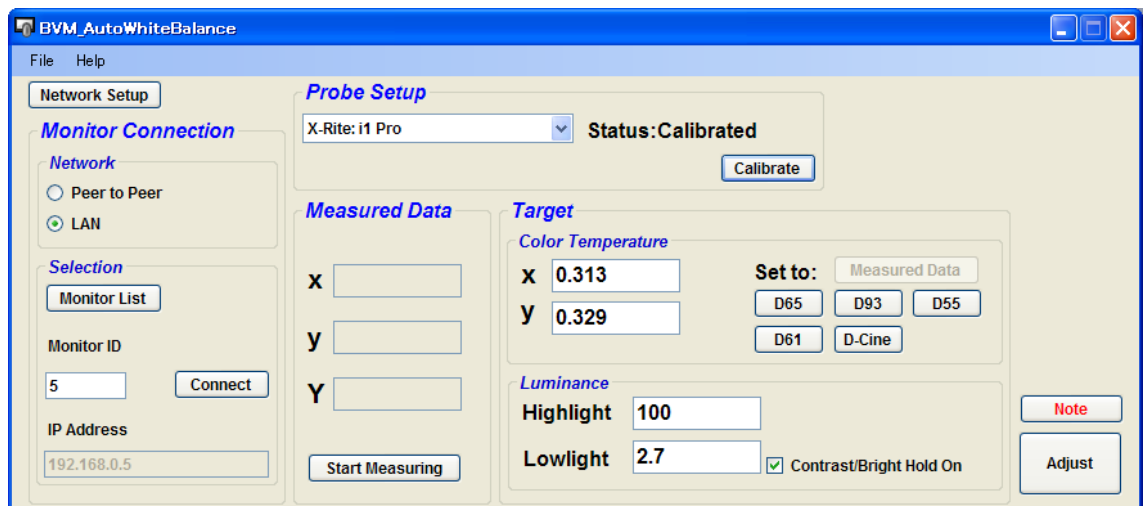 BVM_AutoWhiteBalance
File Help
Network Setup
Monitor Connection
Network
Peer to Peer
LAN
Selection
Monitor List
Monitor ID
5 Connect
IP Address
192.168.0.5
Probe Setup
X-Rite: i1 Pro Status:Calibrated
Calibrate
Measured Data
x
y
Y
Start Measuring
Target
Color Temperature
x 0.313
y 0.329
Set to: Measured Data
D65 D93 D55
D61 D-Cine
Luminance
Highlight 100
Lowlight 2.7 Contrast/Bright Hold On
Note
Adjust